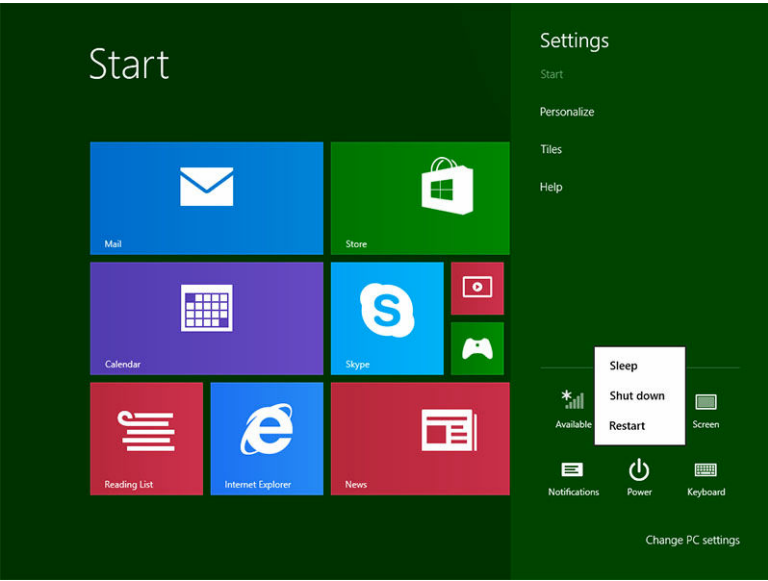 Start
Mail
Store
Calendar
Skype
Reading List
Internet Explorer
News
Settings
Start
Personalize
Tiles
Help
Sleep
Shut down
Restart
Available
Screen
Notifications
Power
Keyboard
Change PC settings